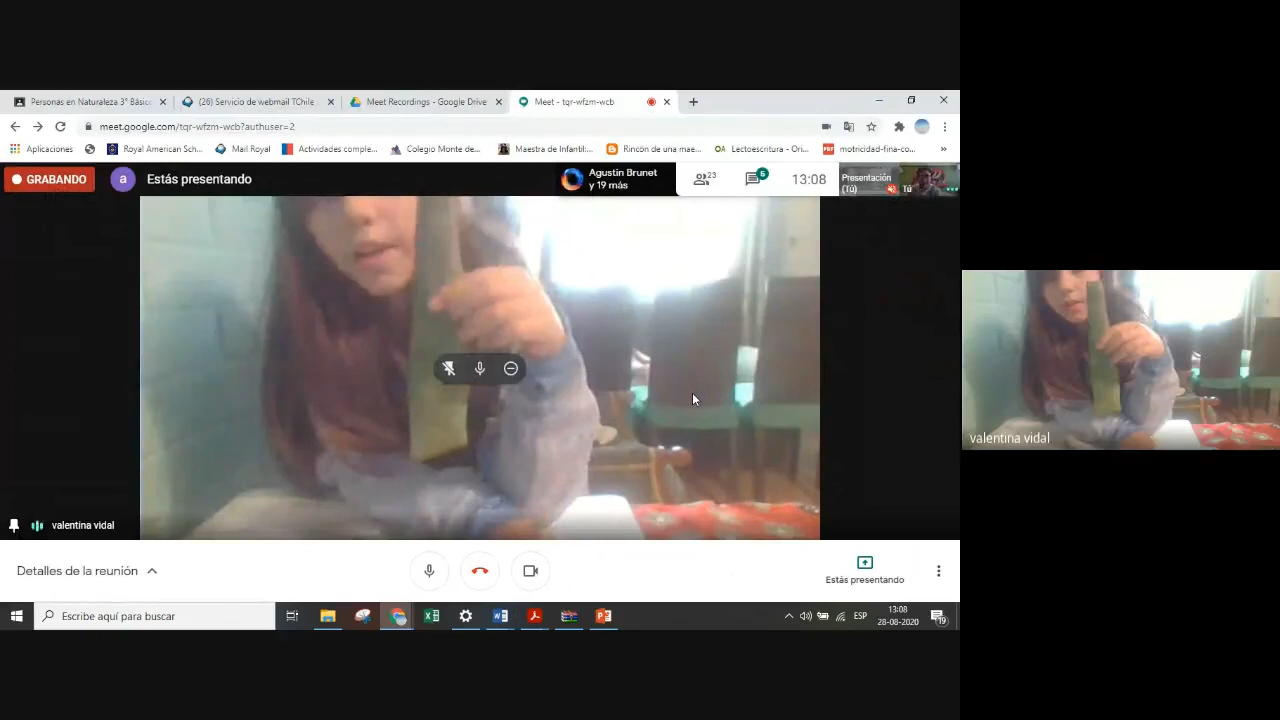 Personas en Naturaleza 3° Básic
(26) Servicio de webmail TChile
Meet Recordings - Google Drive
Meet - tqr-wfzm-wcb
meet.google.com/tqr-wfzm-wcb?authuser=2
Aplicaciones
Royal American Sch...
Mail Royal
Actividades comple...
Colegio Monte de...
Maestra de Infantil:...
Rincón de una mae...
OA Lectoescritura - Ori...
motricidad-fina-co...
»
GRABANDO
a
Estás presentando
Agustin Brunet
y 19 más
23
6
13:08
Presentación
(Tú)
Tú
valentina vidal
valentina vidal
Detalles de la reunión
Estás presentando
Escribe aquí para buscar
ESP
13:08
28-08-2020
19